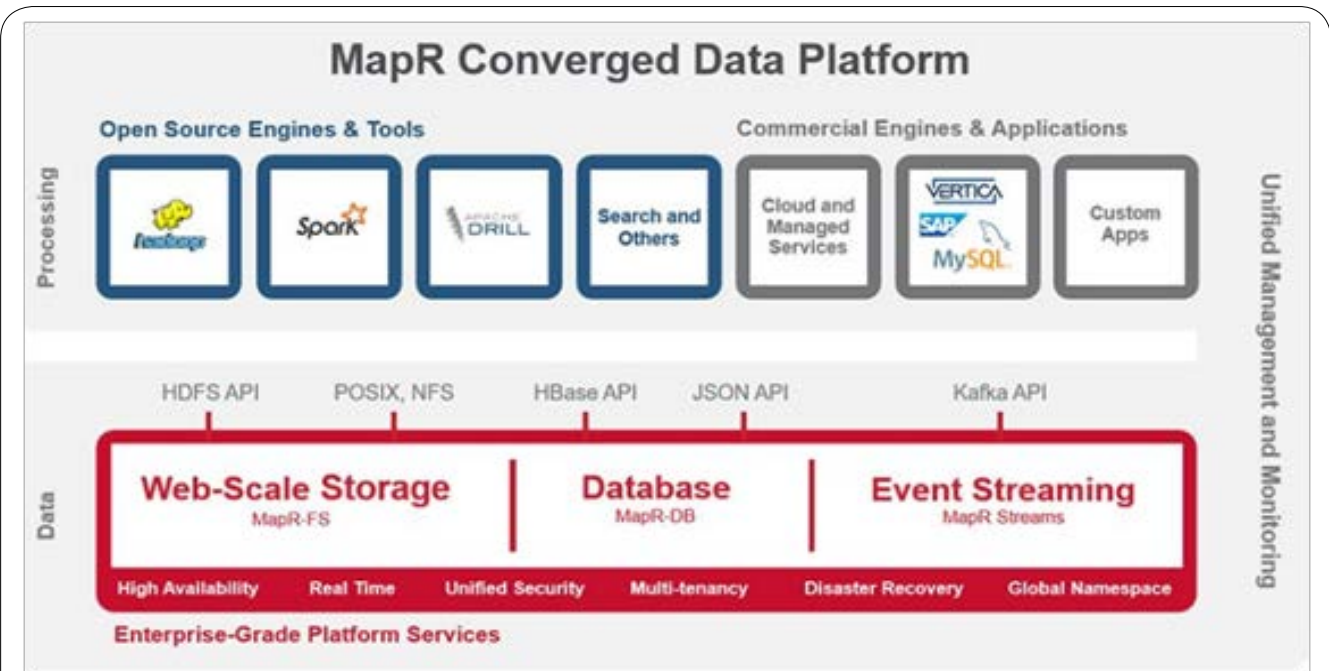 MapR Converged Data Platform
Open Source Engines & Tools
Commercial Engines & Applications
Processing
Spark
APACHE
DRILL
Search and
Others
Cloud and
Managed
Services
VERTICA
SAP
MySQL
Custom
Apps
Unified Management and Monitoring
HDFS API
POSIX, NFS
HBase API
JSON API
Kafka API
Data
Web-Scale Storage
MapR-FS
Database
MapR-DB
Event Streaming
MapR Streams
High Availability
Real Time
Unified Security
Multi-tenancy
Disaster Recovery
Global Namespace
Enterprise-Grade Platform Services